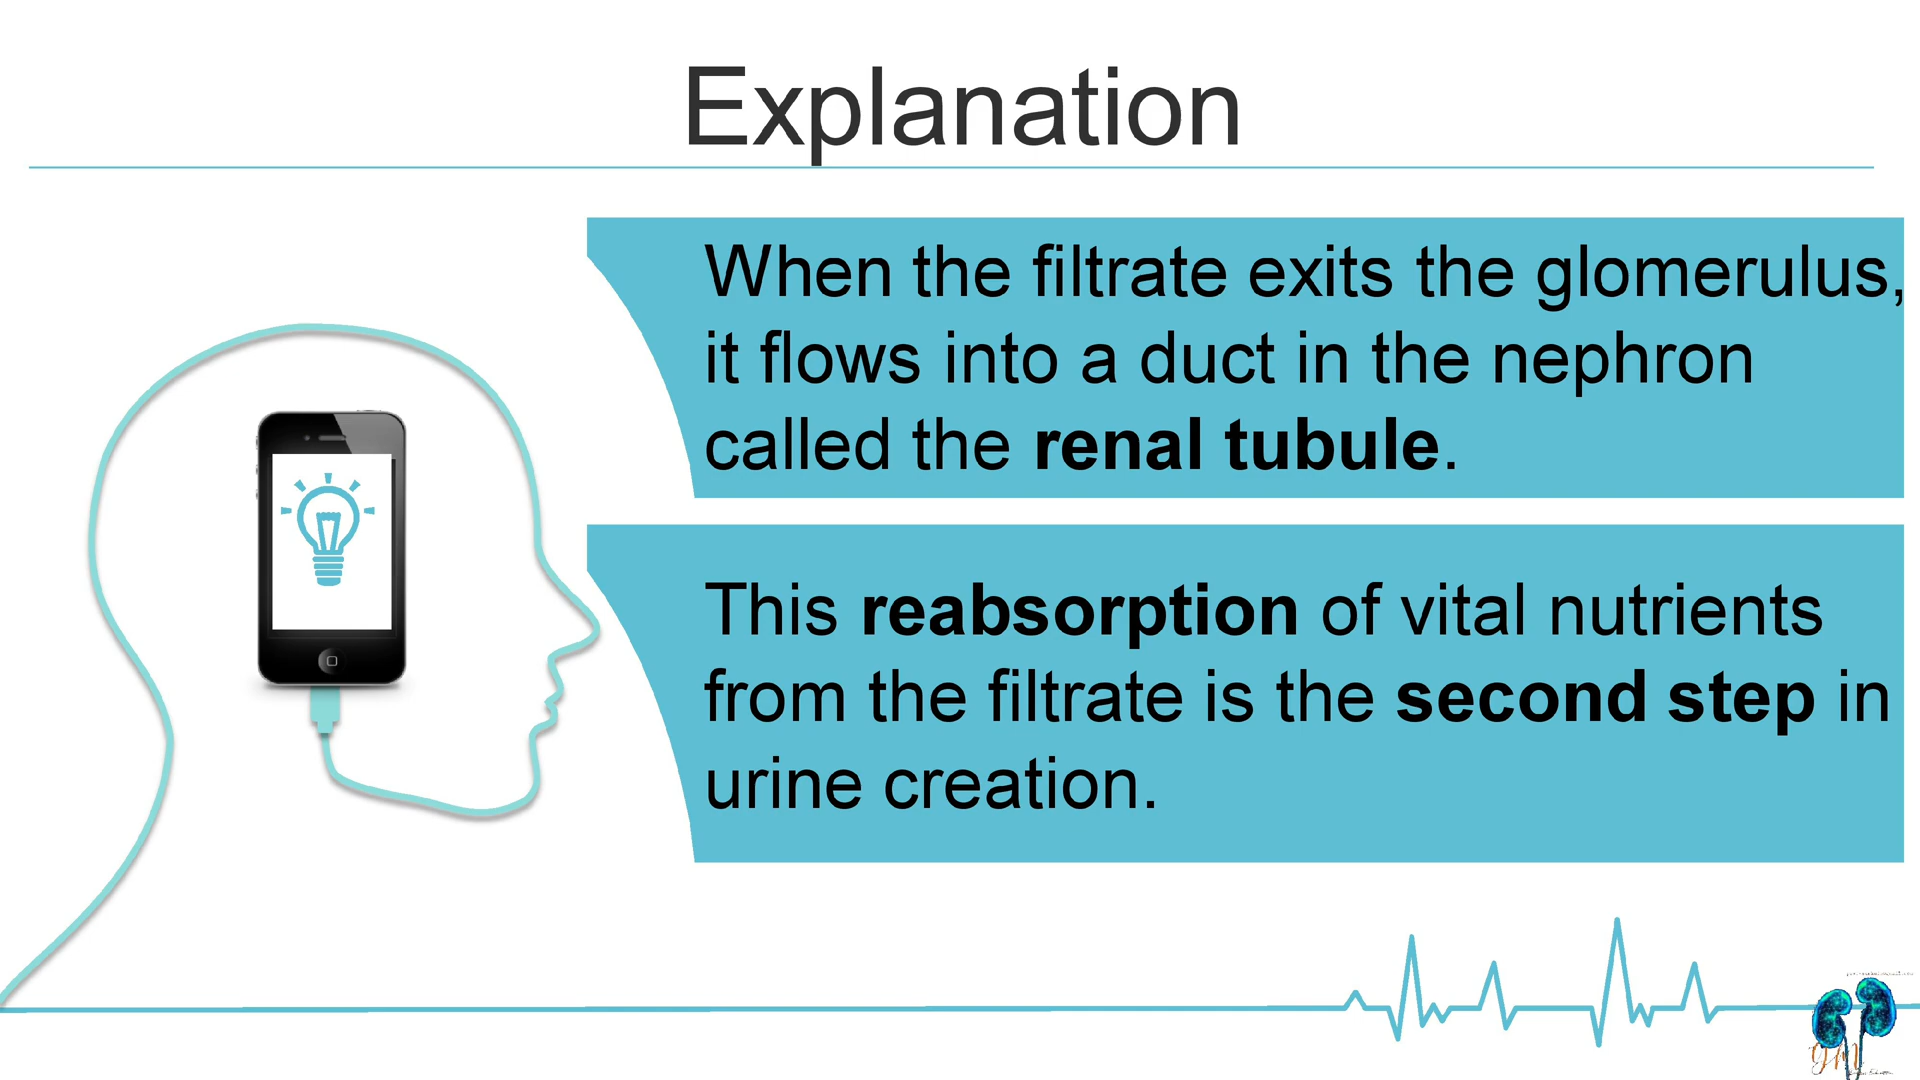 Explanation
When the filtrate exits the glomerulus,
it flows into a duct in the nephron
called the renal tubule.
This reabsorption of vital nutrients
from the filtrate is the second step in
urine creation.